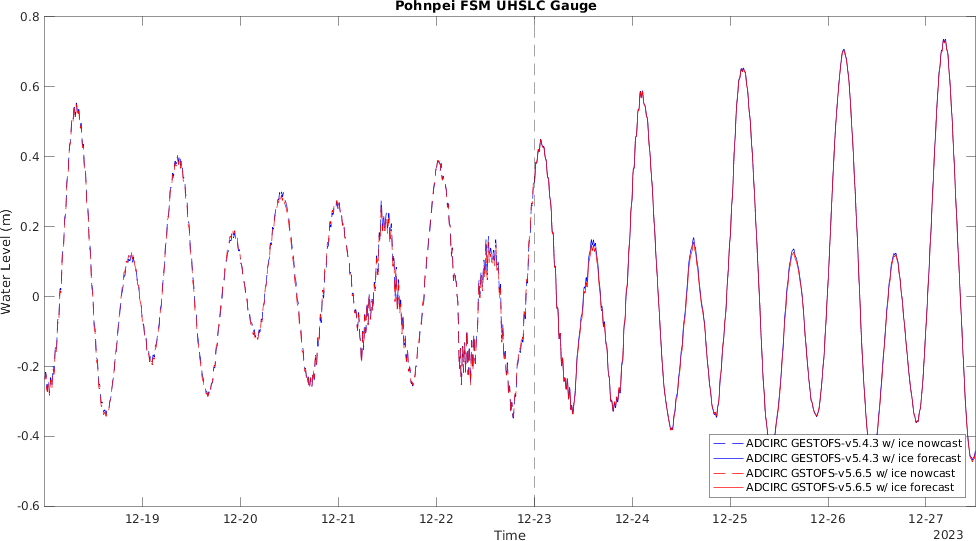 Pohnpei FSM UHSLC Gauge
0.8
0.6
0.4
0.2
0
-0.2
-0.4
-0.6
Water Level (m)
ADCIRC GESTOFS-v5.4.3 w/ ice nowcast
ADCIRC GESTOFS-v5.4.3 w/ ice forecast
ADCIRC GSTOFS-v5.6.5 w/ ice nowcast
ADCIRC GSTOFS-v5.6.5 w/ ice forecast
12-19 12-20 12-21 12-22 12-23 12-24 12-25 12-26 12-27
Time
2023